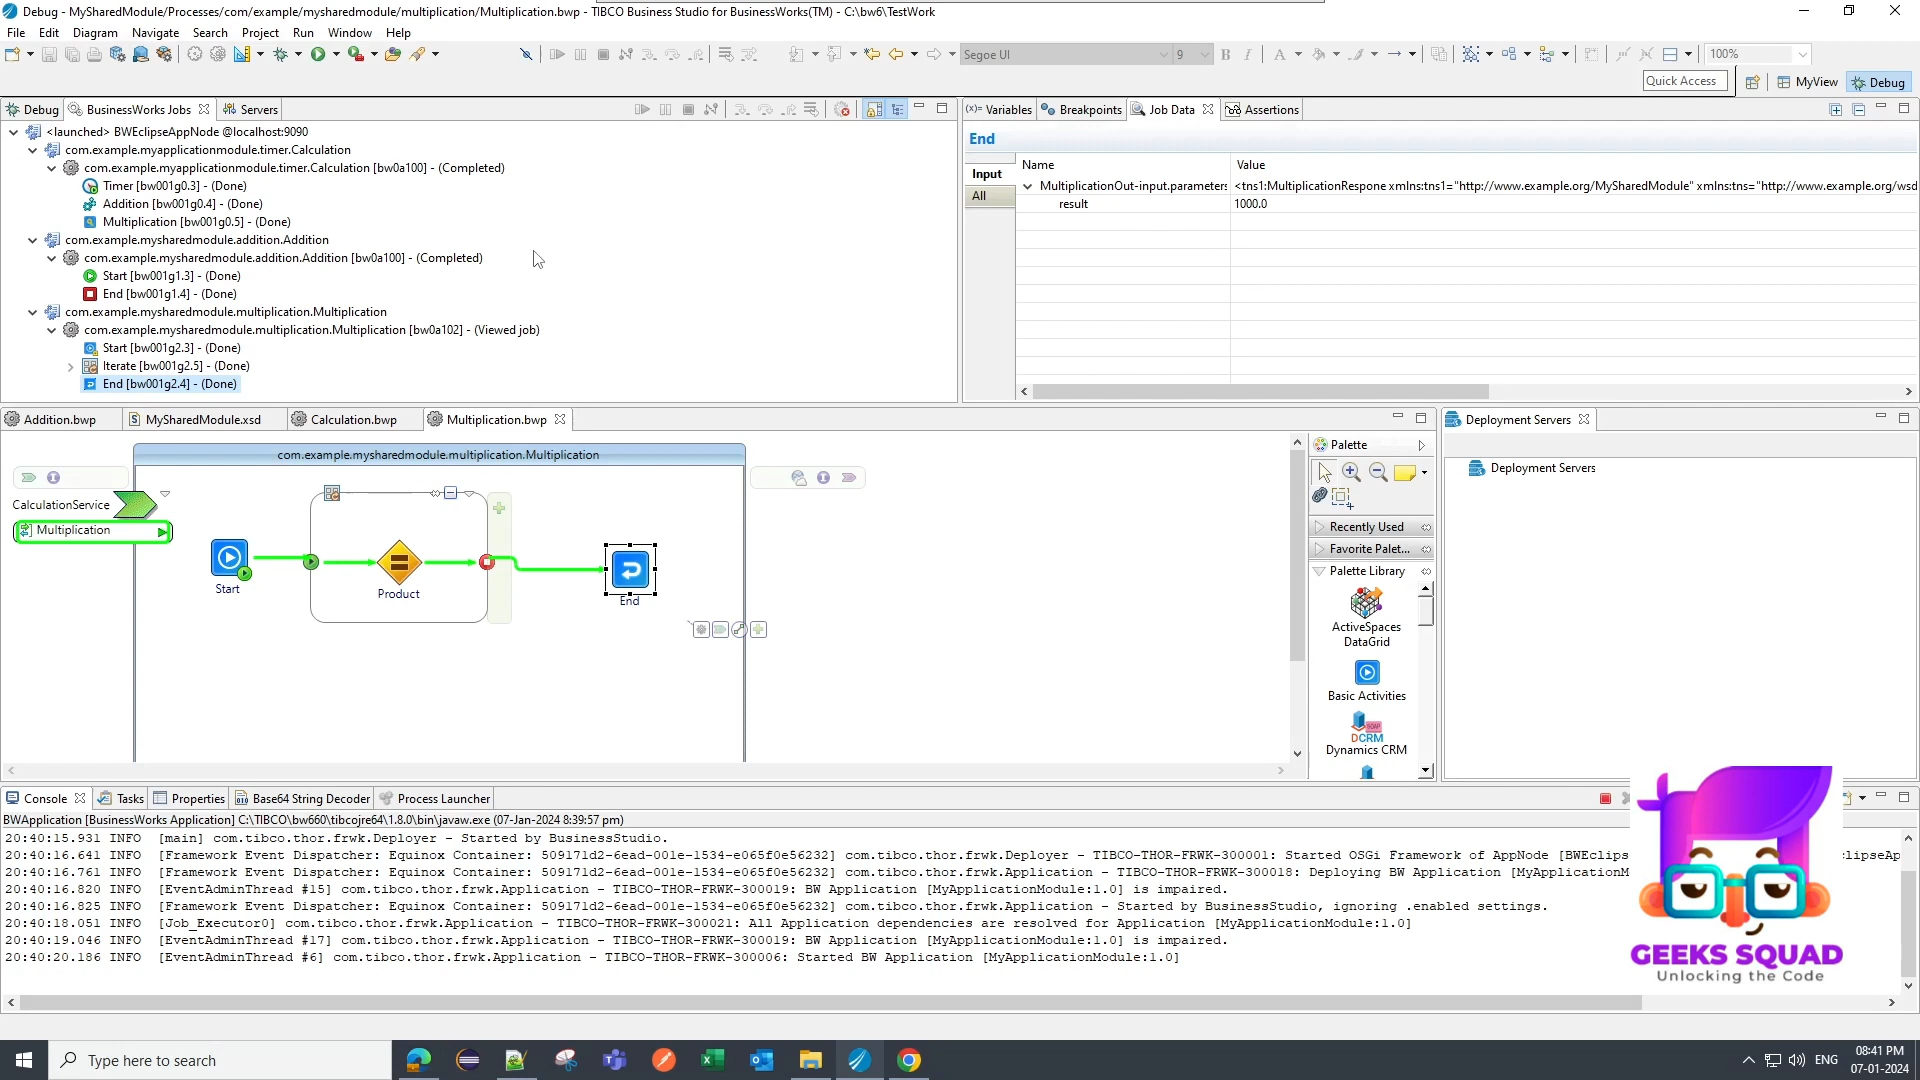 Debug - MySharedModule/Processes/com/example/mysharedmodule/multiplication/Multiplication.bwp - TIBCO Business Studio for BusinessWorks(TM) - C:\bw6\TestWork
File Edit Diagram Navigate Search Project Run Window Help
Segoe UI 9 B I A 100%
Quick Access MyView Debug
Debug BusinessWorks Jobs Servers
<launched> BWEclipseAppNode @localhost:9090
com.example.myapplicationmodule.timer.Calculation
com.example.myapplicationmodule.timer.Calculation [bw0a100] - (Completed)
Timer [bw001g0.3] - (Done)
Addition [bw001g0.4] - (Done)
Multiplication [bw001g0.5] - (Done)
com.example.mysharedmodule.addition.Addition
com.example.mysharedmodule.addition.Addition [bw0a100] - (Completed)
Start [bw001g1.3] - (Done)
End [bw001g1.4] - (Done)
com.example.mysharedmodule.multiplication.Multiplication
com.example.mysharedmodule.multiplication.Multiplication [bw0a102] - (Viewed job)
Start [bw001g2.3] - (Done)
Iterate [bw001g2.5] - (Done)
End [bw001g2.4] - (Done)
(x)= Variables Breakpoints Job Data Assertions
End
Input
All
Name Value
MultiplicationOut-input.parameters <tns1:MultiplicationRespone xmlns:tns1="http://www.example.org/MySharedModule" xmlns:tns="http://www.example.org/wsd
result 1000.0
Addition.bwp MySharedModule.xsd Calculation.bwp Multiplication.bwp
com.example.mysharedmodule.multiplication.Multiplication
CalculationService
Multiplication
Start
Product
End
Palette
Recently Used
Favorite Palet...
Palette Library
ActiveSpaces
DataGrid
Basic Activities
DCRM
Dynamics CRM
Deployment Servers
Deployment Servers
Console Tasks Properties Base64 String Decoder Process Launcher
BWApplication [BusinessWorks Application] C:\TIBCO\bw660\tibcojre64\1.8.0\bin\javaw.exe (07-Jan-2024 8:39:57 pm)
20:40:15.931 INFO [main] com.tibco.thor.frwk.Deployer - Started by BusinessStudio.
20:40:16.641 INFO [Framework Event Dispatcher: Equinox Container: 509171d2-6ead-001e-1534-e065f0e56232] com.tibco.thor.frwk.Deployer - TIBCO-THOR-FRWK-300001: Started OSGi Framework of AppNode [BWEclips clipseAp
20:40:16.761 INFO [Framework Event Dispatcher: Equinox Container: 509171d2-6ead-001e-1534-e065f0e56232] com.tibco.thor.frwk.Application - TIBCO-THOR-FRWK-300018: Deploying BW Application [MyApplicationM
20:40:16.820 INFO [EventAdminThread #15] com.tibco.thor.frwk.Application - TIBCO-THOR-FRWK-300019: BW Application [MyApplicationModule:1.0] is impaired.
20:40:16.825 INFO [Framework Event Dispatcher: Equinox Container: 509171d2-6ead-001e-1534-e065f0e56232] com.tibco.thor.frwk.Application - Started by BusinessStudio, ignoring .enabled settings.
20:40:18.051 INFO [Job_Executor0] com.tibco.thor.frwk.Application - TIBCO-THOR-FRWK-300021: All Application dependencies are resolved for Application [MyApplicationModule:1.0]
20:40:19.046 INFO [EventAdminThread #17] com.tibco.thor.frwk.Application - TIBCO-THOR-FRWK-300019: BW Application [MyApplicationModule:1.0] is impaired.
20:40:20.186 INFO [EventAdminThread #6] com.tibco.thor.frwk.Application - TIBCO-THOR-FRWK-300006: Started BW Application [MyApplicationModule:1.0]
GEEKS SQUAD
Unlocking the Code
Type here to search
ENG
08:41 PM
07-01-2024